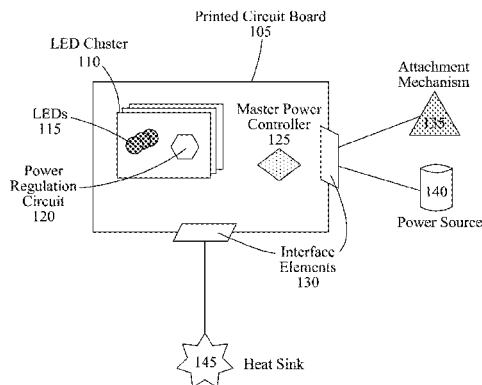 Printed Circuit Board
105
LED Cluster
110
LEDs
115
Power
Regulation
Circuit
120
Master Power
Controller
125
Attachment
Mechanism
135
140
Power Source
Interface
Elements
130
145
Heat Sink